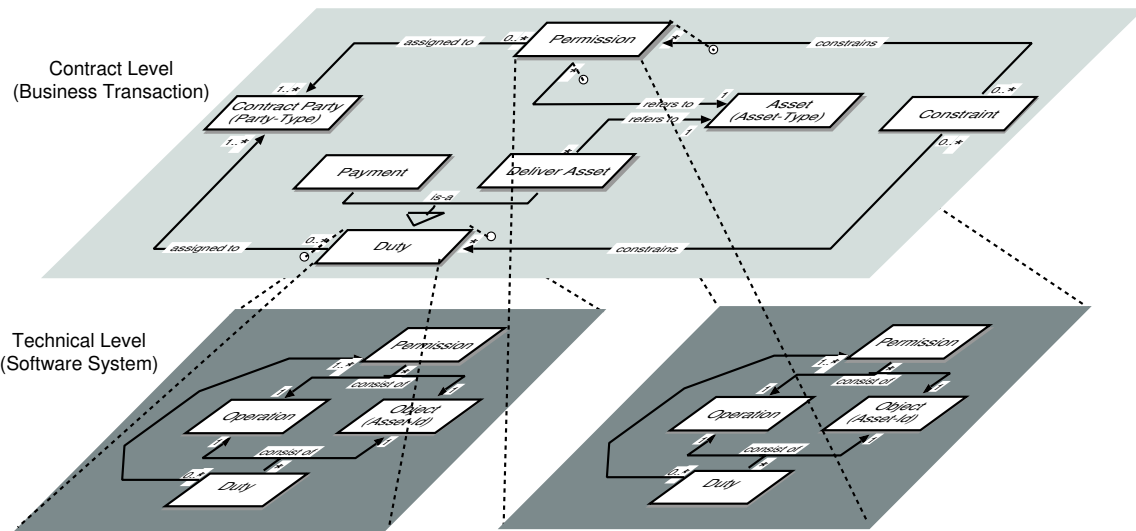 Contract Level
(Business Transaction)
assigned to
0..*
Permission
*
constrains
1..*
*
Contract Party
(Party-Type)
refers to
1
Asset
(Asset-Type)
0..*
Constraint
1..*
refers to
1
0..*
*
Payment
Deliver Asset
is-a
assigned to
0..*
Duty
*
constrains
Technical Level
(Software System)
Permission
1..*
*
consist of
1
1
Operation
Object
(Asset-Id)
1
1
consist of
*
0..*
Duty
Permission
1..*
*
consist of
1
1
Operation
Object
(Asset-Id)
1
1
consist of
*
0..*
Duty